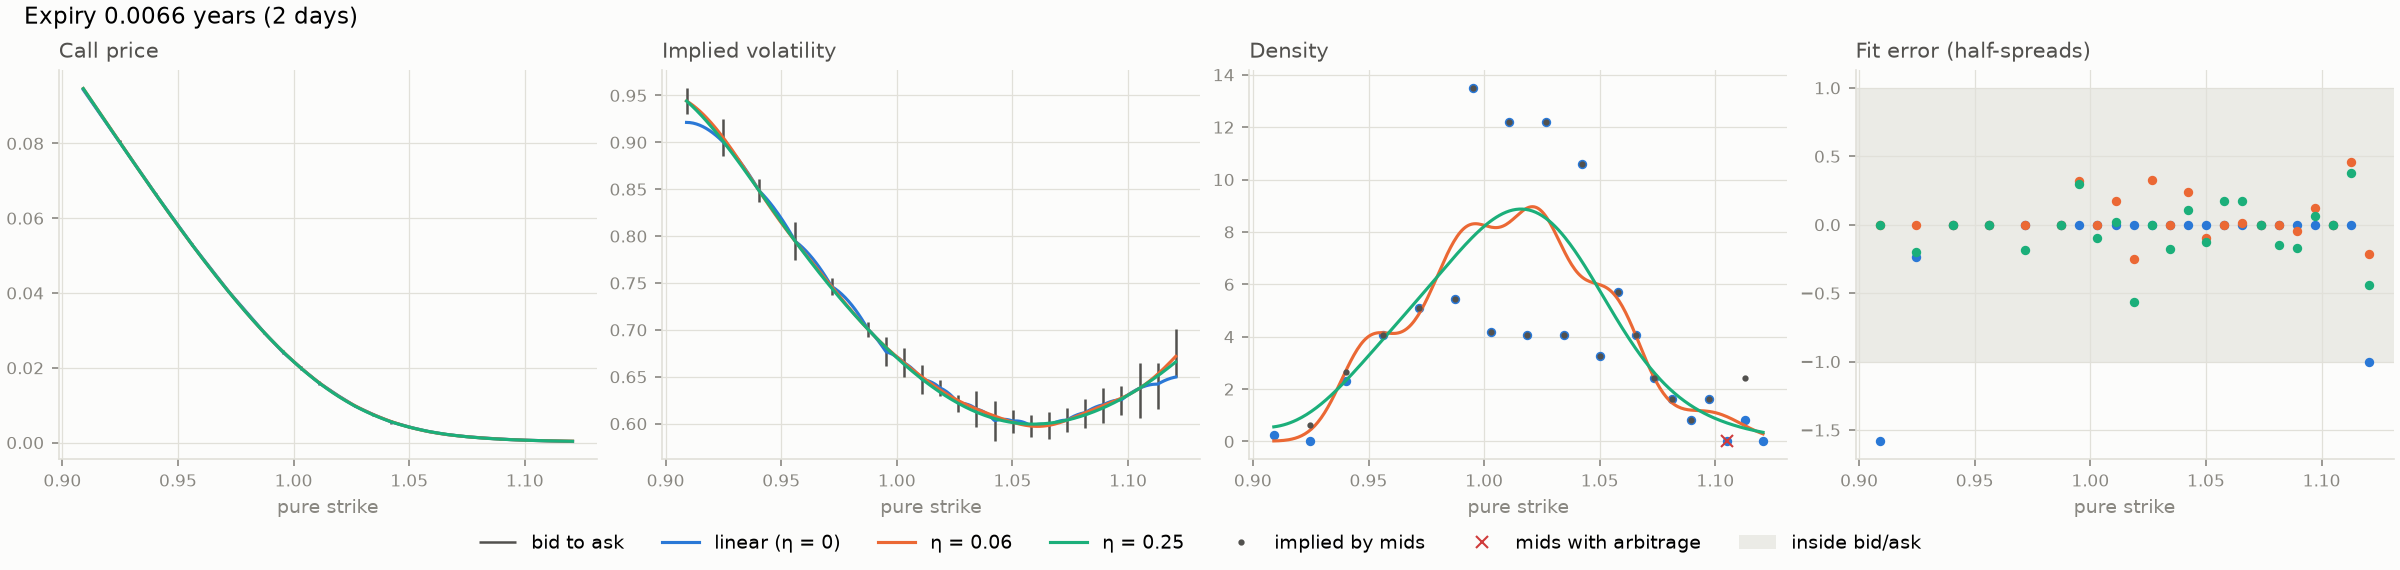 Expiry 0.0066 years (2 days)
Call price
0.08
0.06
0.04
0.02
0.00
0.90 0.95 1.00 1.05 1.10
pure strike
Implied volatility
0.95
0.90
0.85
0.80
0.75
0.70
0.65
0.60
0.90 0.95 1.00 1.05 1.10
pure strike
Density
14
12
10
8
6
4
2
0
0.90 0.95 1.00 1.05 1.10
pure strike
Fit error (half-spreads)
1.0
0.5
0.0
−0.5
−1.0
−1.5
0.90 0.95 1.00 1.05 1.10
pure strike
bid to ask linear (η = 0) η = 0.06 η = 0.25 implied by mids mids with arbitrage inside bid/ask